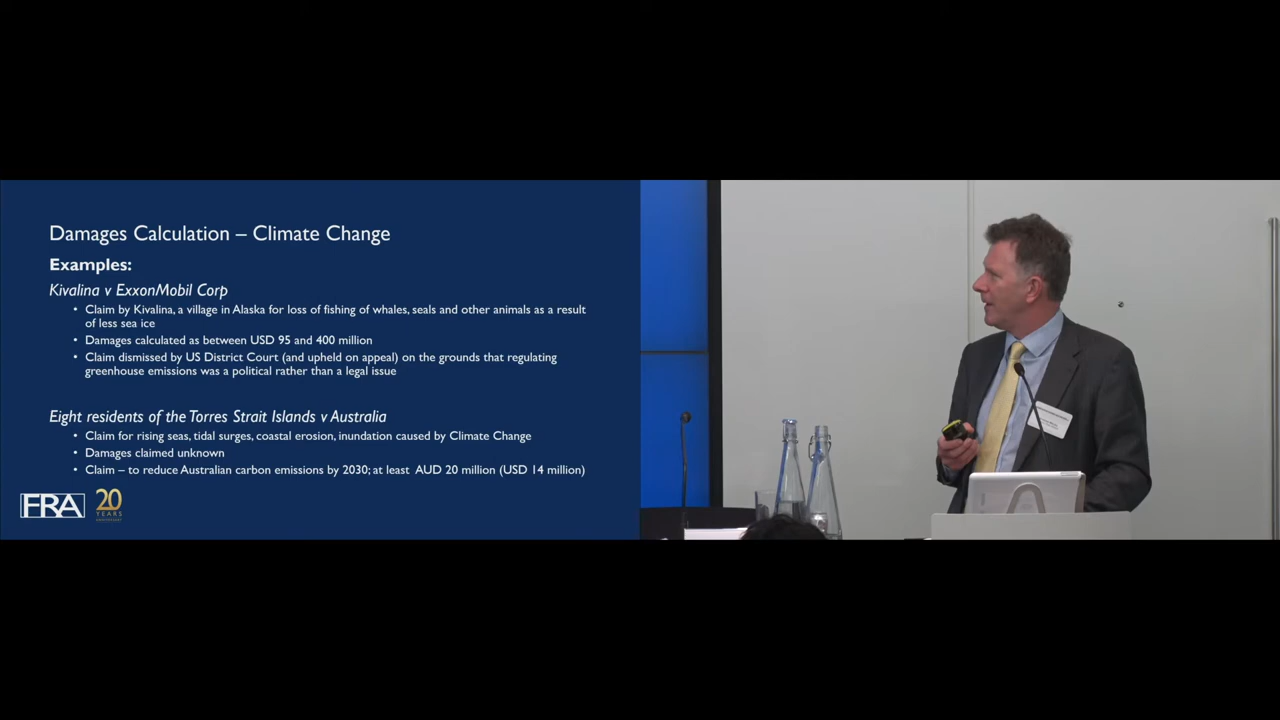 Damages Calculation – Climate Change
Examples:
Kivalina v ExxonMobil Corp
• Claim by Kivalina, a village in Alaska for loss of fishing of whales, seals and other animals as a result
of less sea ice
• Damages calculated as between USD 95 and 400 million
• Claim dismissed by US District Court (and upheld on appeal) on the grounds that regulating
greenhouse emissions was a political rather than a legal issue
Eight residents of the Torres Strait Islands v Australia
• Claim for rising seas, tidal surges, coastal erosion, inundation caused by Climate Change
• Damages claimed unknown
• Claim – to reduce Australian carbon emissions by 2030; at least AUD 20 million (USD 14 million)
FRA
20
YEARS
ANNIVERSARY